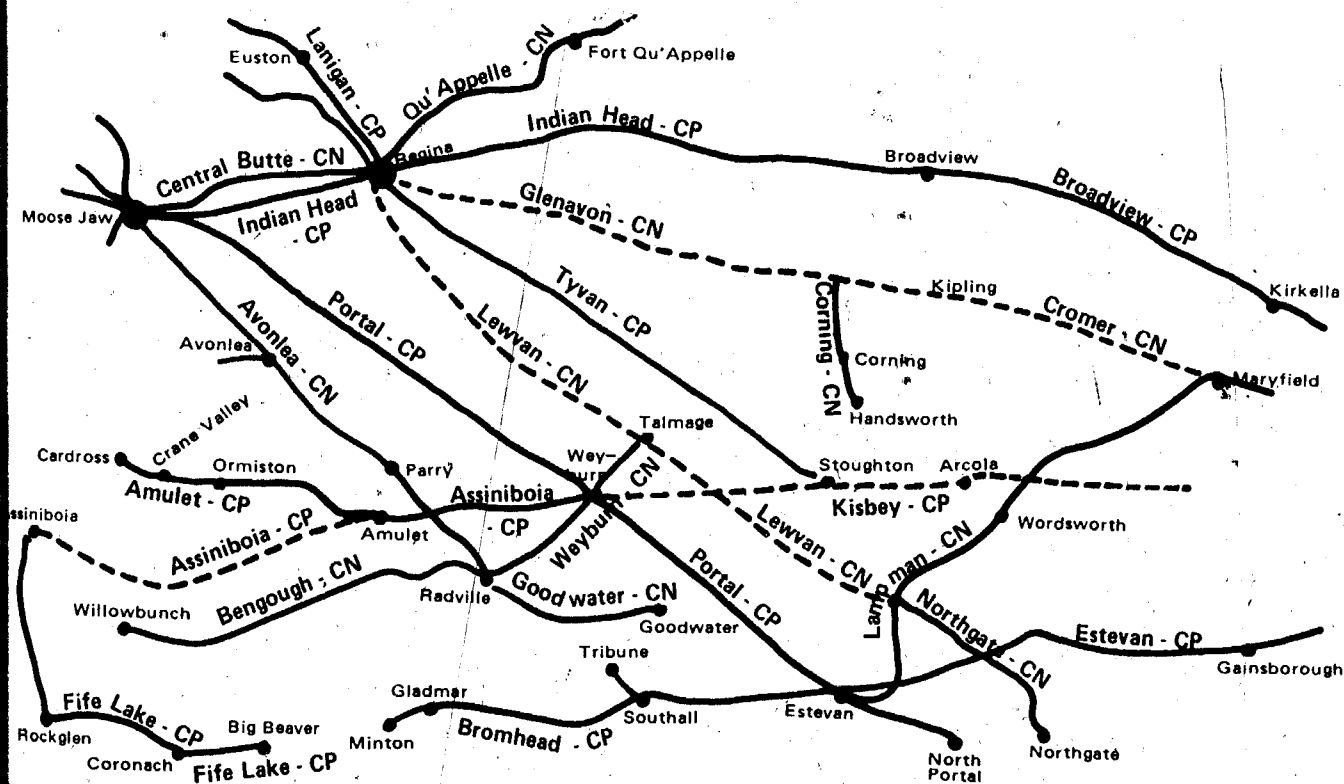 Euston
Lanigan - CP
Qu'Appelle - CN
Fort Qu'Appelle
Indian Head - CP
Regina
Central Butte - CN
Broadview
Broadview - CP
Moose Jaw
Indian Head
- CP
Glenavon - CN
Kirkella
Tyvan - CP
Kipling
Cromer - CN
Portal - CP
Avonlea - CN
Avonlea
Lewvan - CN
Corning - CN
Corning
Maryfield
Handsworth
Talmage
Crane Valley
Cardross
Ormiston
Parry
Wey-
burn
Stoughton
Arcola
Amulet - CP
Assiniboia
- CP
Weyburn CN
Kisbey - CP
ssiniboia
Assiniboia - CP
Amulet
Lewvan - CN
Wordsworth
Bengough - CN
Portal - CP
Lampman - CN
Willowbunch
Radville
Goodwater - CN
Goodwater
Northgate - CN
Estevan - CP
Tribune
Gainsborough
Gladmar
Southall
Estevan
Fife Lake - CP
Rockglen
Big Beaver
Minton
Bromhead - CP
Northgate
Coronach
Fife Lake - CP
North
Portal